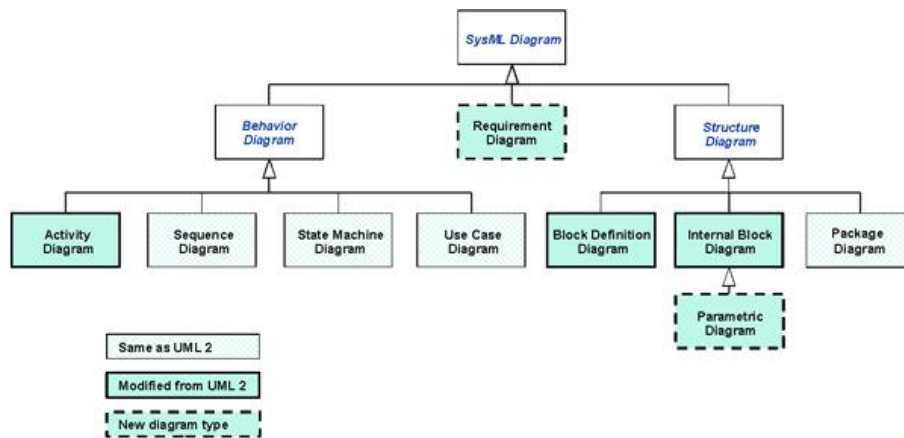 SysML Diagram
Behavior
Diagram
Requirement
Diagram
Structure
Diagram
Activity
Diagram
Sequence
Diagram
State Machine
Diagram
Use Case
Diagram
Block Definition
Diagram
Internal Block
Diagram
Package
Diagram
Parametric
Diagram
Same as UML 2
Modified from UML 2
New diagram type